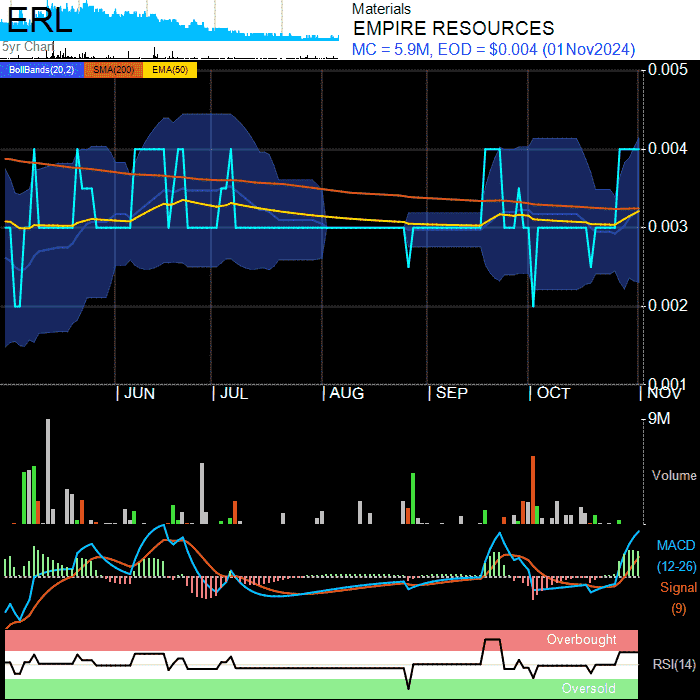 ERL
5yr Chart
Materials
EMPIRE RESOURCES
MC = 5.9M, EOD = $0.004 (01Nov2024)
BollBands(20,2) SMA(200) EMA(50)
0.005
0.004
0.003
0.002
0.001
JUN JUL AUG SEP OCT NOV
9M
Volume
MACD
(12-26)
Signal
(9)
Overbought
RSI(14)
Oversold